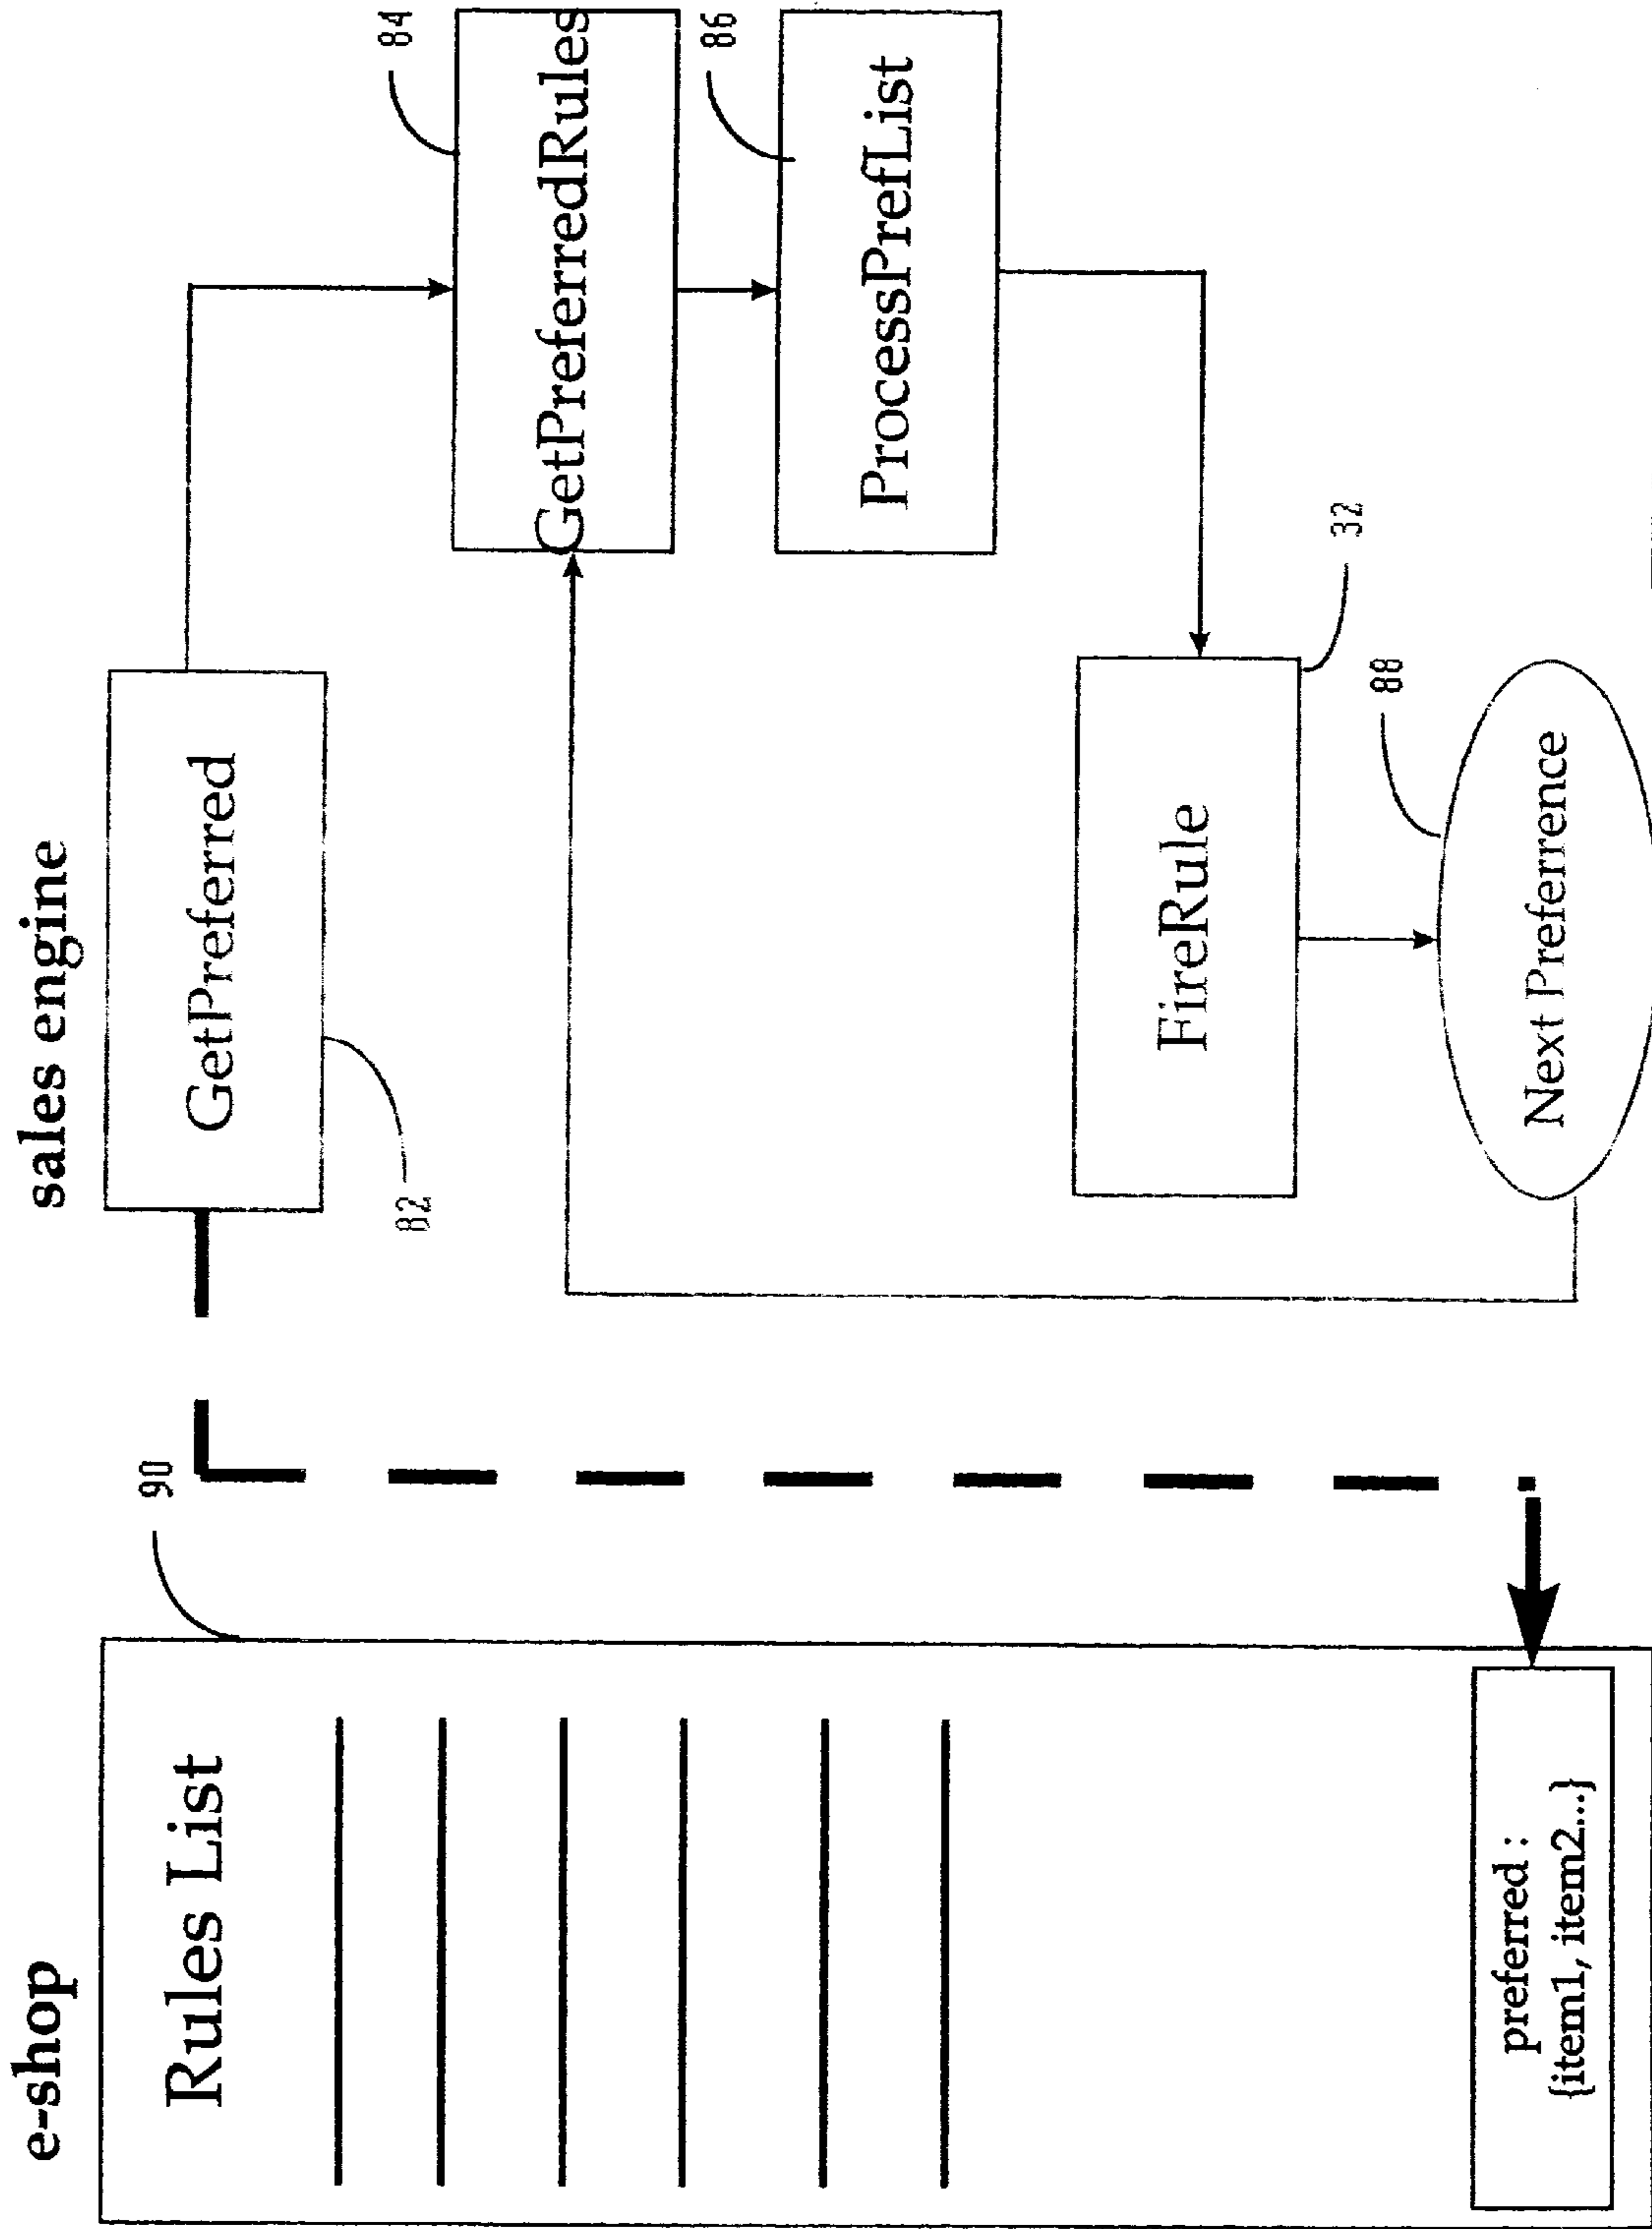 e-shop
sales engine
Rules List
90
preferred :
{item1, item2...}
GetPreferred
82
84
GetPreferredRules
86
ProcessPrefList
FireRule
32
88
Next Preference